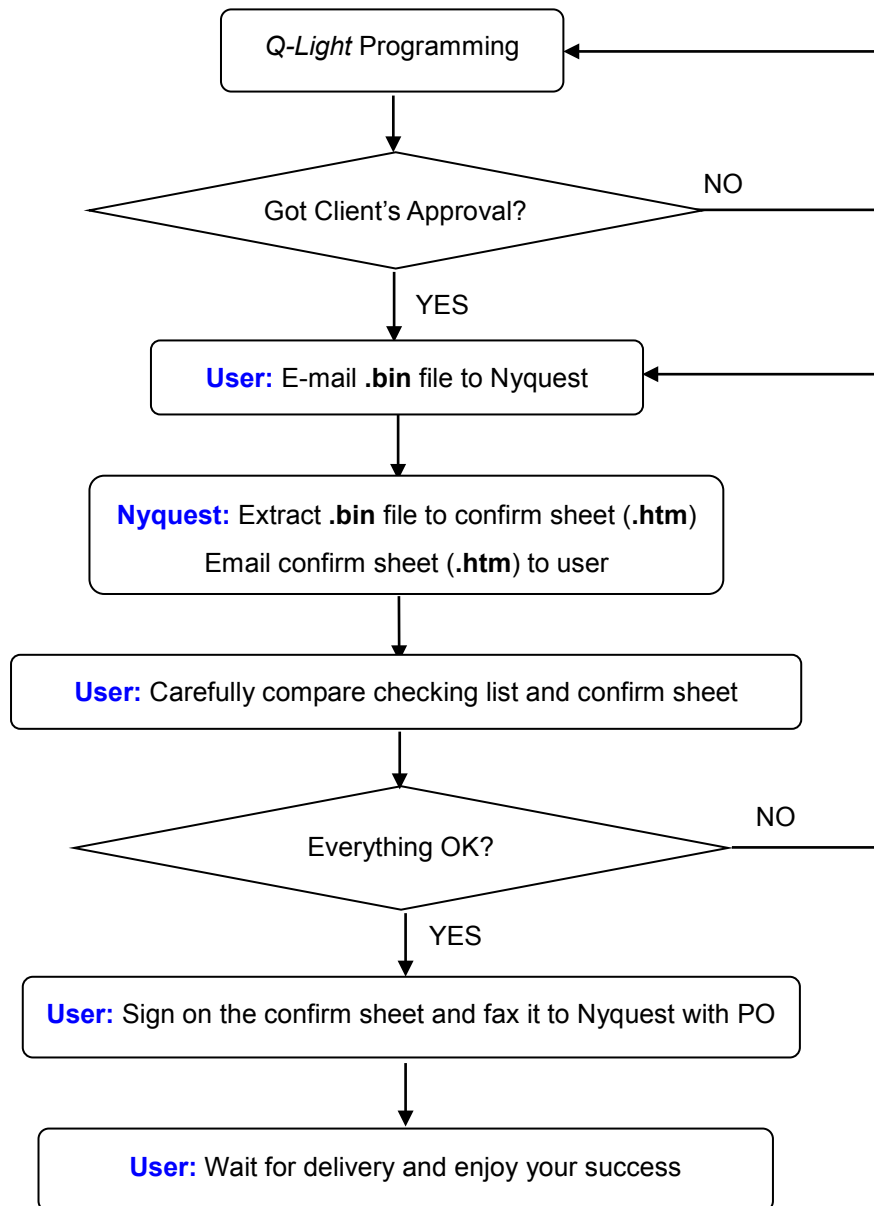 Q-Light Programming
Got Client's Approval?
NO
YES
User: E-mail .bin file to Nyquest
Nyquest: Extract .bin file to confirm sheet (.htm)
Email confirm sheet (.htm) to user
User: Carefully compare checking list and confirm sheet
Everything OK?
NO
YES
User: Sign on the confirm sheet and fax it to Nyquest with PO
User: Wait for delivery and enjoy your success